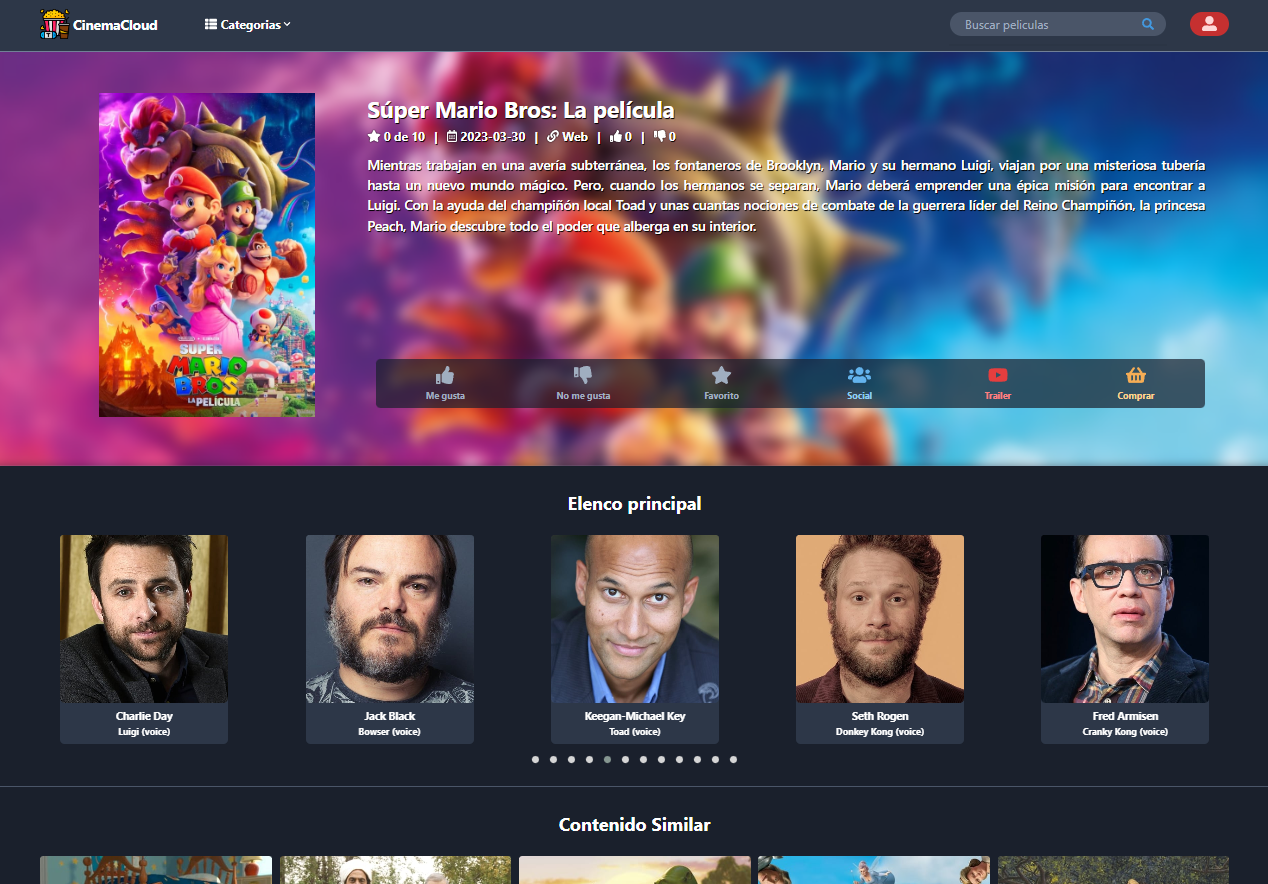 CinemaCloud
Categorias
Buscar peliculas
Súper Mario Bros: La película
0 de 10 | 2023-03-30 | Web | 0 | 0
Mientras trabajan en una avería subterránea, los fontaneros de Brooklyn, Mario y su hermano Luigi, viajan por una misteriosa tubería
hasta un nuevo mundo mágico. Pero, cuando los hermanos se separan, Mario deberá emprender una épica misión para encontrar a
Luigi. Con la ayuda del champiñón local Toad y unas cuantas nociones de combate de la guerrera líder del Reino Champiñón, la princesa
Peach, Mario descubre todo el poder que alberga en su interior.
SUPER
MARIO
BROS
LA PELÍCULA
Me gusta
No me gusta
Favorito
Social
Trailer
Comprar
Elenco principal
Charlie Day
Luigi (voice)
Jack Black
Bowser (voice)
Keegan-Michael Key
Toad (voice)
Seth Rogen
Donkey Kong (voice)
Fred Armisen
Cranky Kong (voice)
Contenido Similar